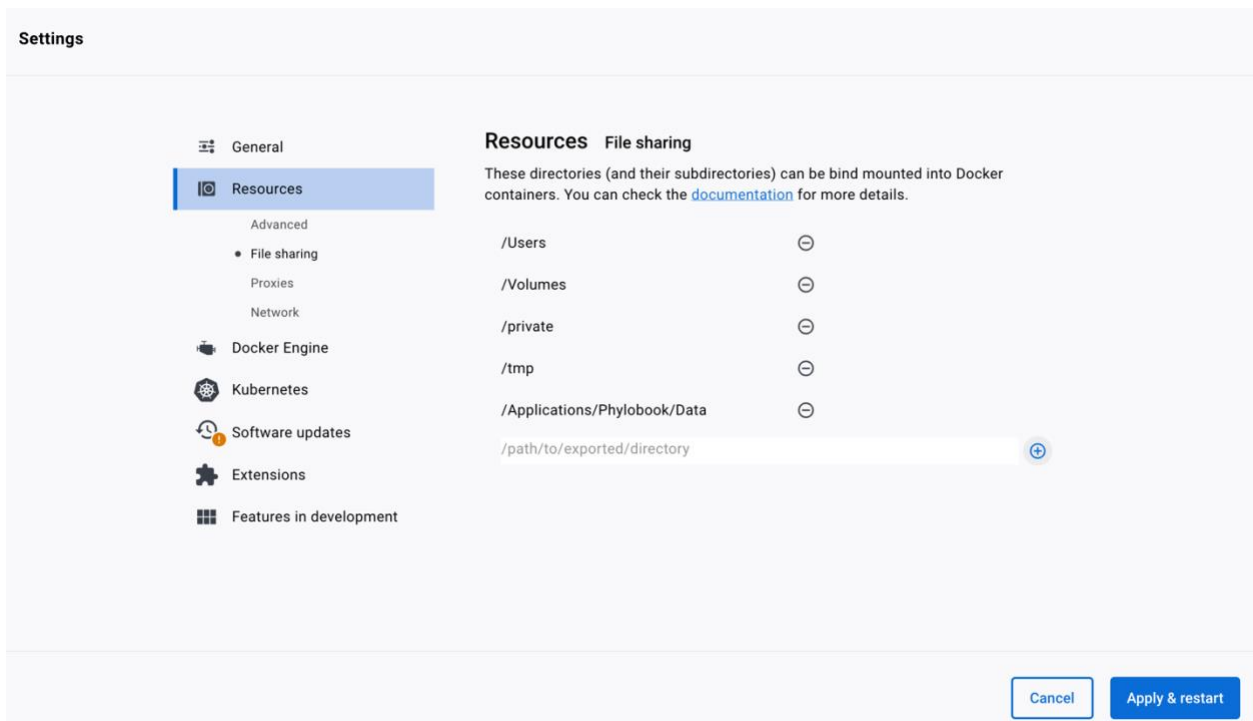 Settings
General
Resources
Advanced
File sharing
Proxies
Network
Docker Engine
Kubernetes
Software updates
Extensions
Features in development
Resources File sharing
These directories (and their subdirectories) can be bind mounted into Docker
containers. You can check the documentation for more details.
/Users
/Volumes
/private
/tmp
/Applications/Phylobook/Data
/path/to/exported/directory
Cancel
Apply & restart